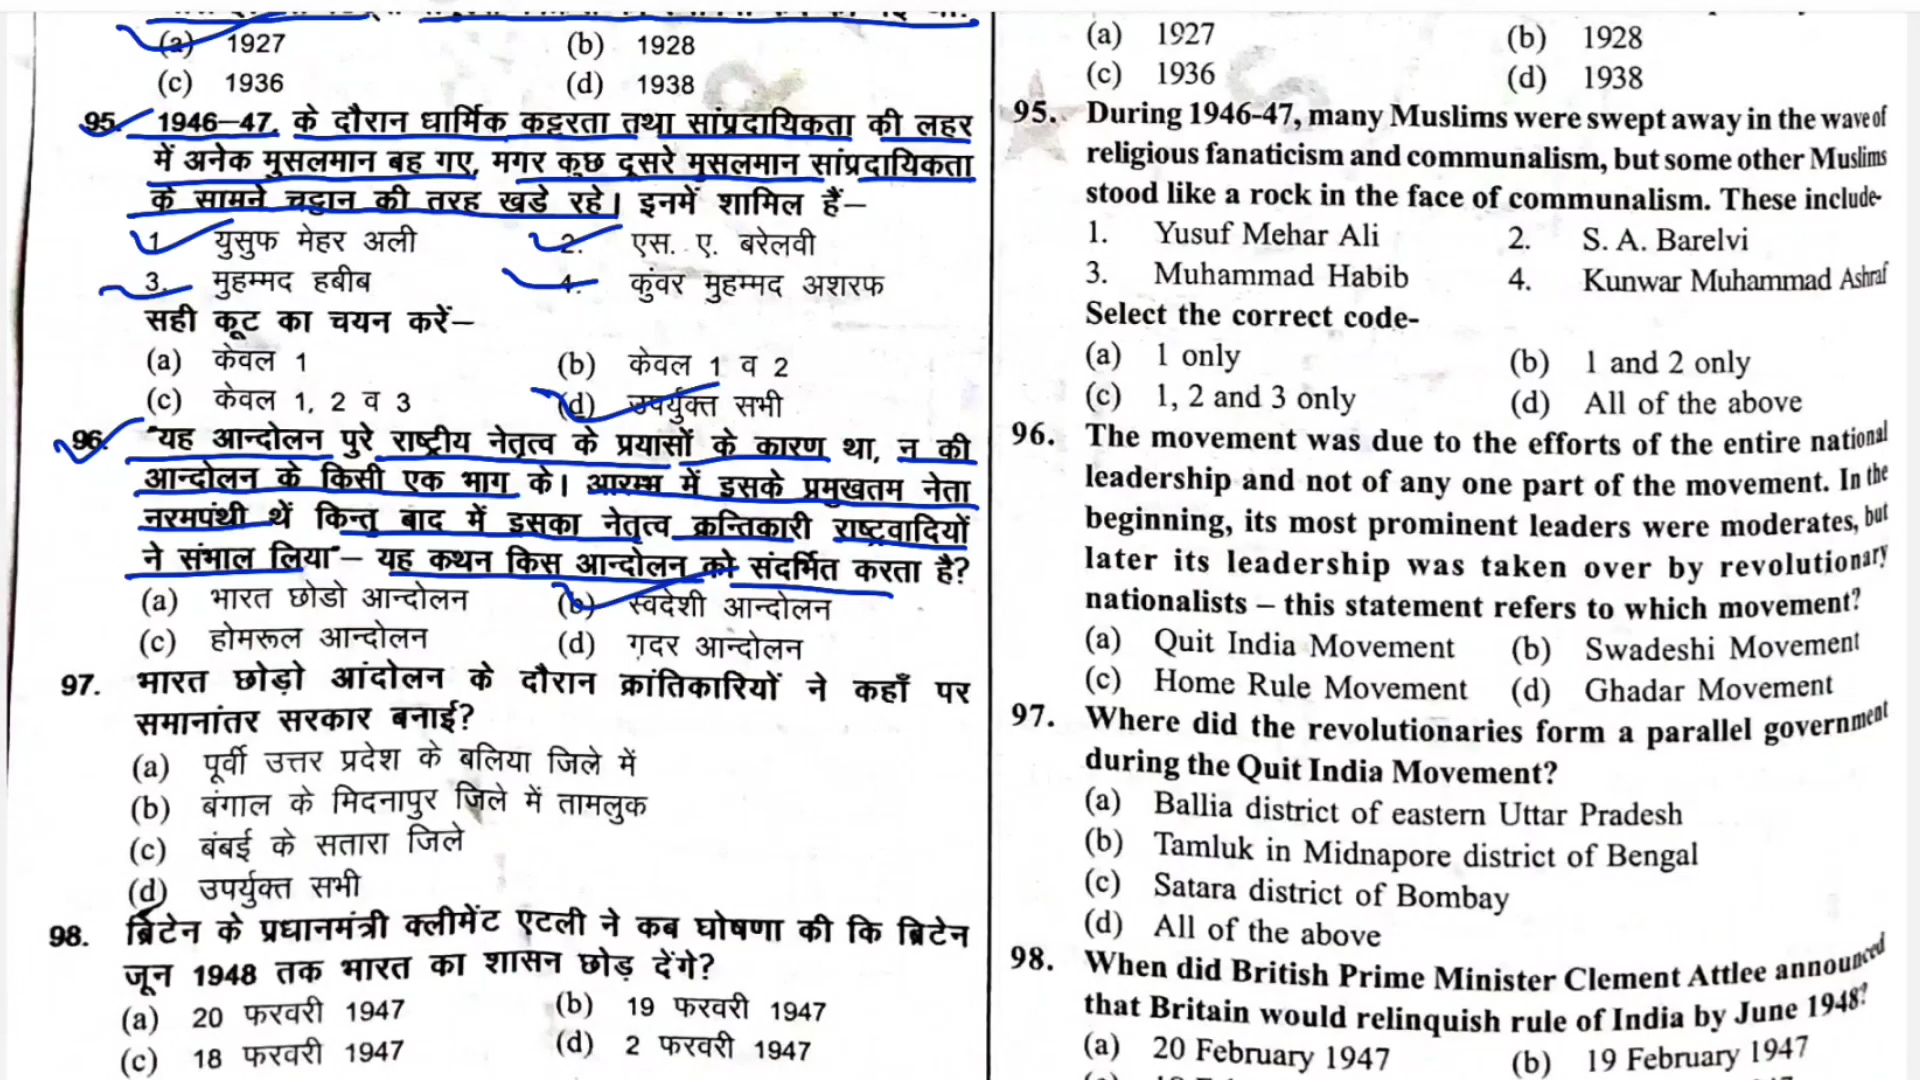 (a) 1927 (b) 1928
(c) 1936 (d) 1938
95. 1946–47, के दौरान धार्मिक कट्टरता तथा सांप्रदायिकता की लहर
में अनेक मुसलमान बह गए, मगर कुछ दूसरे मुसलमान सांप्रदायिकता
के सामने चट्टान की तरह खडे रहे। इनमें शामिल हैं–
1. युसुफ मेहर अली 2. एस. ए. बरेलवी
3. मुहम्मद हबीब 4. कुंवर मुहम्मद अशरफ
सही कूट का चयन करें–
(a) केवल 1 (b) केवल 1 व 2
(c) केवल 1, 2 व 3 (d) उपर्युक्त सभी
96. "यह आन्दोलन पुरे राष्ट्रीय नेतृत्व के प्रयासों के कारण था, न की
आन्दोलन के किसी एक भाग के। आरम्भ में इसके प्रमुखतम नेता
नरमपंथी थें किन्तु बाद में इसका नेतृत्व क्रन्तिकारी राष्ट्रवादियों
ने संभाल लिया"– यह कथन किस आन्दोलन को संदर्भित करता है?
(a) भारत छोडो आन्दोलन (b) स्वदेशी आन्दोलन
(c) होमरूल आन्दोलन (d) ग़दर आन्दोलन
97. भारत छोड़ो आंदोलन के दौरान क्रांतिकारियों ने कहाँ पर
समानांतर सरकार बनाई?
(a) पूर्वी उत्तर प्रदेश के बलिया जिले में
(b) बंगाल के मिदनापुर जिले में तामलुक
(c) बंबई के सतारा जिले
(d) उपर्युक्त सभी
98. ब्रिटेन के प्रधानमंत्री क्लीमेंट एटली ने कब घोषणा की कि ब्रिटेन
जून 1948 तक भारत का शासन छोड़ देंगे?
(a) 20 फरवरी 1947 (b) 19 फरवरी 1947
(c) 18 फरवरी 1947 (d) 2 फरवरी 1947
(a) 1927 (b) 1928
(c) 1936 (d) 1938
95. During 1946-47, many Muslims were swept away in the wave of
religious fanaticism and communalism, but some other Muslims
stood like a rock in the face of communalism. These include-
1. Yusuf Mehar Ali 2. S. A. Barelvi
3. Muhammad Habib 4. Kunwar Muhammad Ashraf
Select the correct code-
(a) 1 only (b) 1 and 2 only
(c) 1, 2 and 3 only (d) All of the above
96. The movement was due to the efforts of the entire national
leadership and not of any one part of the movement. In the
beginning, its most prominent leaders were moderates, but
later its leadership was taken over by revolutionary
nationalists – this statement refers to which movement?
(a) Quit India Movement (b) Swadeshi Movement
(c) Home Rule Movement (d) Ghadar Movement
97. Where did the revolutionaries form a parallel government
during the Quit India Movement?
(a) Ballia district of eastern Uttar Pradesh
(b) Tamluk in Midnapore district of Bengal
(c) Satara district of Bombay
(d) All of the above
98. When did British Prime Minister Clement Attlee announced
that Britain would relinquish rule of India by June 1948?
(a) 20 February 1947 (b) 19 February 1947